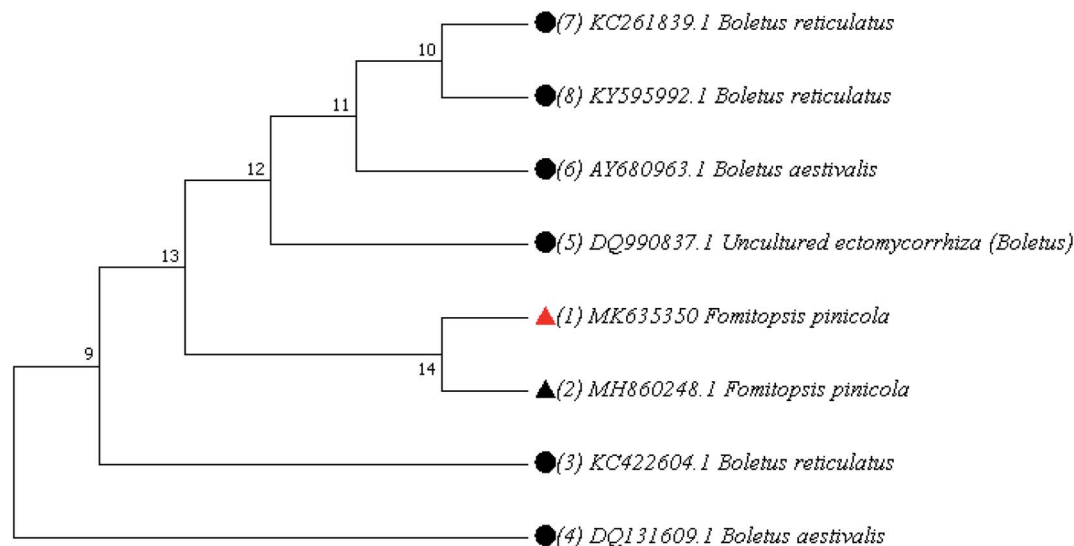 (7) KC261839.1 Boletus reticulatus
10
(8) KY595992.1 Boletus reticulatus
11
(6) AY680963.1 Boletus aestivalis
12
(5) DQ990837.1 Uncultured ectomycorrhiza (Boletus)
13
(1) MK635350 Fomitopsis pinicola
9
14
(2) MH860248.1 Fomitopsis pinicola
(3) KC422604.1 Boletus reticulatus
(4) DQ131609.1 Boletus aestivalis